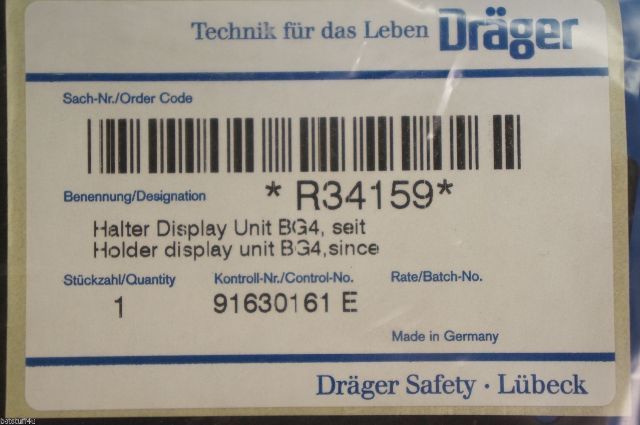 Technik für das Leben Dräger
Sach-Nr./Order Code
*R34159*
Benennung/Designation
Halter Display Unit BG4, seit
Holder display unit BG4,since
Stückzahl/Quantity Kontroll-Nr./Control-No. Rate/Batch-No.
1 91630161 E
Made in Germany
Dräger Safety · Lübeck
botstuff4u